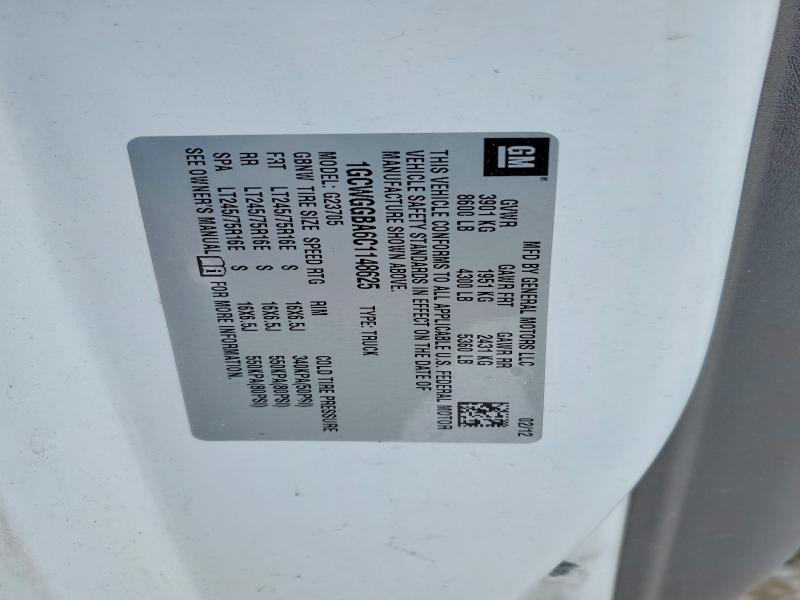 GM®
MFD BY GENERAL MOTORS LLC 02/12
GVWR GAWR FRT GAWR RR
3901 KG 1951 KG 2431 KG
8600 LB 4300 LB 5360 LB
THIS VEHICLE CONFORMS TO ALL APPLICABLE U.S. FEDERAL MOTOR
VEHICLE SAFETY STANDARDS IN EFFECT ON THE DATE OF
MANUFACTURE SHOWN ABOVE.
1GCWGGBA6C1148625 TYPE: TRUCK
MODEL: G23705
GBNW TIRE SIZE SPEED RTG RIM COLD TIRE PRESSURE
FRT LT245/75R16E S 16X6.5J 340KPA(50PSI)
RR LT245/75R16E S 16X6.5J 550KPA(80PSI)
SPA LT245/75R16E S 16X6.5J 550KPA(80PSI)
SEE OWNER'S MANUAL FOR MORE INFORMATION.